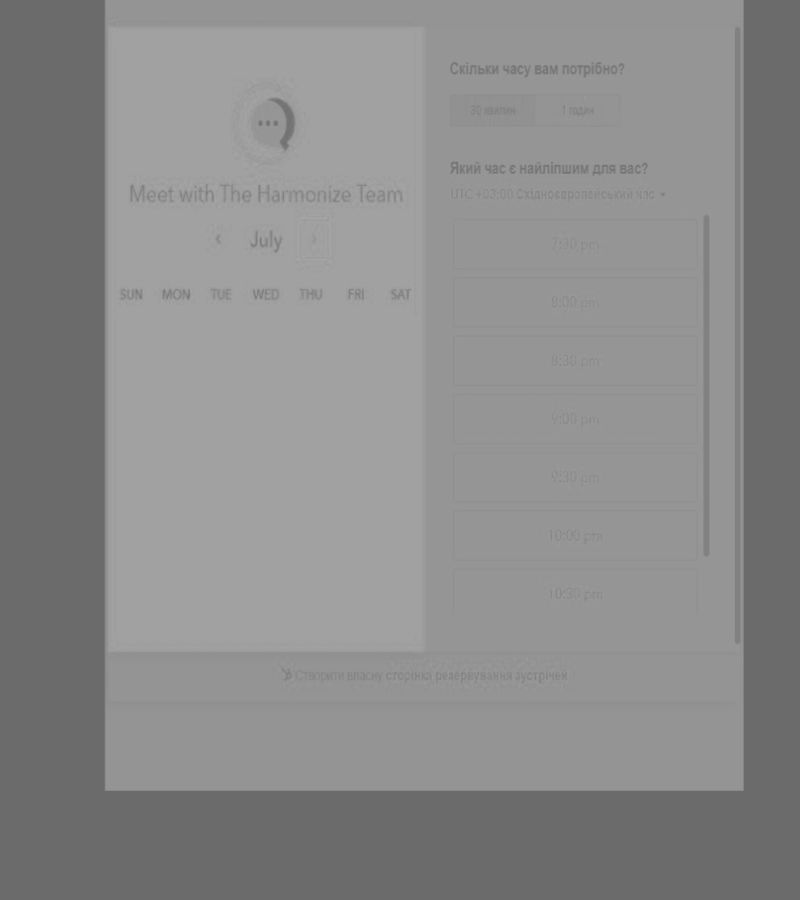 Meet with The Harmonize Team
July
SUN MON TUE WED THU FRI SAT
Скільки часу вам потрібно?
30 хвилин 1 годин
Який час є найліпшим для вас?
UTC +03:00 Східноєвропейський час
7:30 pm
8:00 pm
8:30 pm
9:00 pm
9:30 pm
10:00 pm
10:30 pm
Створити власну сторінка резервування зустрічей